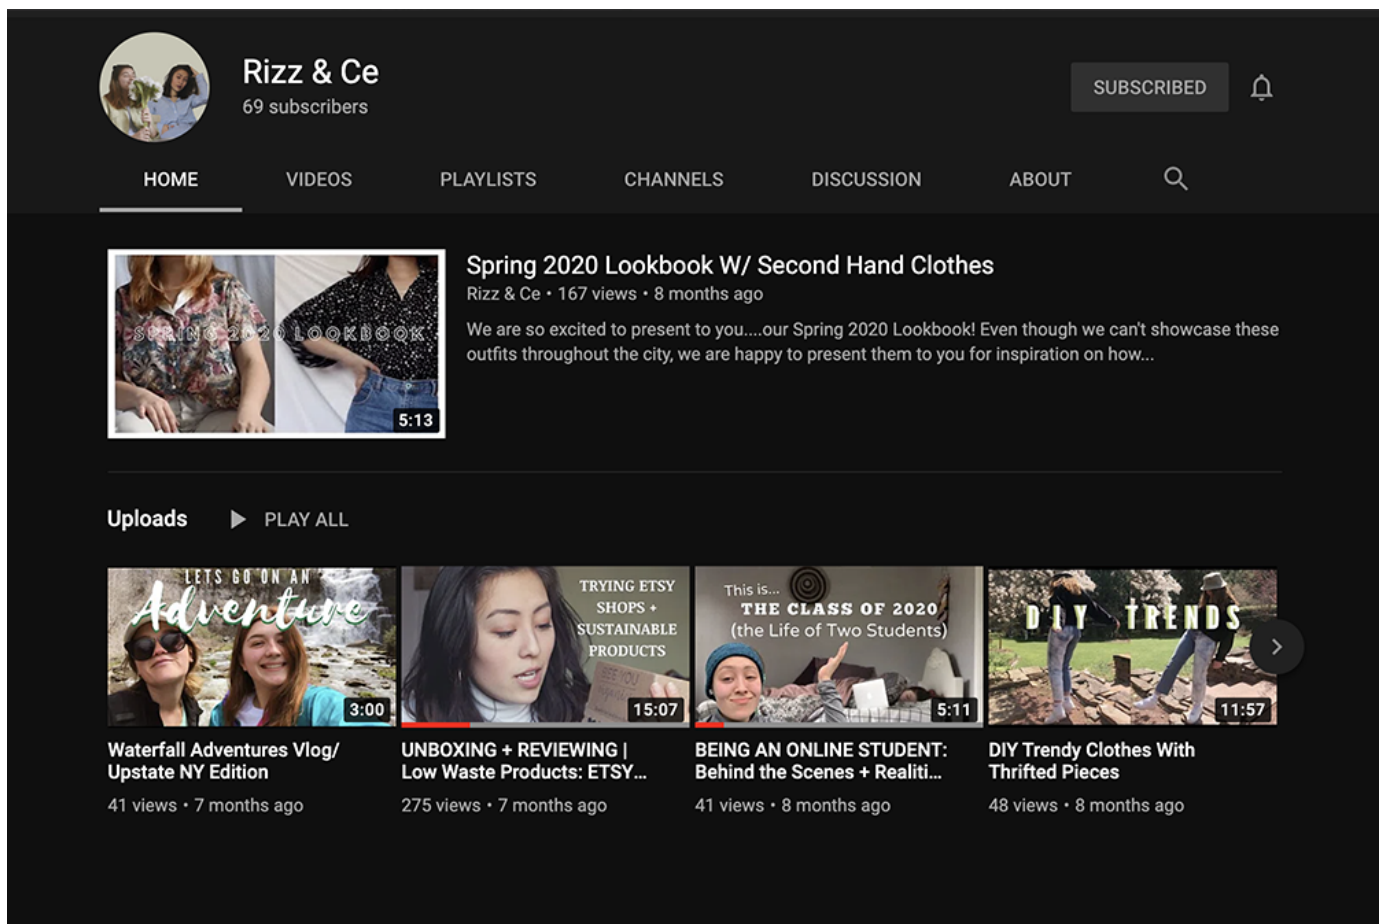 Rizz & Ce
69 subscribers
SUBSCRIBED
HOME
VIDEOS
PLAYLISTS
CHANNELS
DISCUSSION
ABOUT
SPRING 2020 LOOKBOOK
5:13
Spring 2020 Lookbook W/ Second Hand Clothes
Rizz & Ce • 167 views • 8 months ago
We are so excited to present to you....our Spring 2020 Lookbook! Even though we can't showcase these
outfits throughout the city, we are happy to present them to you for inspiration on how...
Uploads
PLAY ALL
LETS GO ON AN
Adventure
3:00
Waterfall Adventures Vlog/
Upstate NY Edition
41 views • 7 months ago
TRYING ETSY
SHOPS +
SUSTAINABLE
PRODUCTS
15:07
UNBOXING + REVIEWING |
Low Waste Products: ETSY...
275 views • 7 months ago
This is...
THE CLASS OF 2020
(the Life of Two Students)
5:11
BEING AN ONLINE STUDENT:
Behind the Scenes + Realiti...
41 views • 8 months ago
DIY TRENDS
11:57
DIY Trendy Clothes With
Thrifted Pieces
48 views • 8 months ago